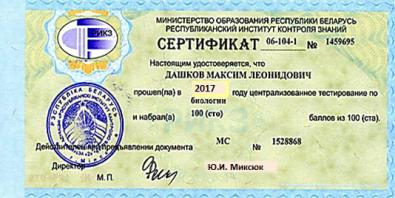 РИКЗ
МИНИСТЕРСТВО ОБРАЗОВАНИЯ РЕСПУБЛИКИ БЕЛАРУСЬ
РЕСПУБЛИКАНСКИЙ ИНСТИТУТ КОНТРОЛЯ ЗНАНИЙ
СЕРТИФИКАТ 06-104-1 № 1459695
Настоящим удостоверяется, что
ДАШКОВ МАКСИМ ЛЕОНИДОВИЧ
прошел(ла) в 2017 году централизованное тестирование по
биологии
и набрал(а) 100 (сто) баллов из 100 (ста).
МС № 1528868
Действителен при предъявлении документа
Директор Ю.И. Миксюк
М.П.
РЭСПУБЛІКА БЕЛАРУСЬ